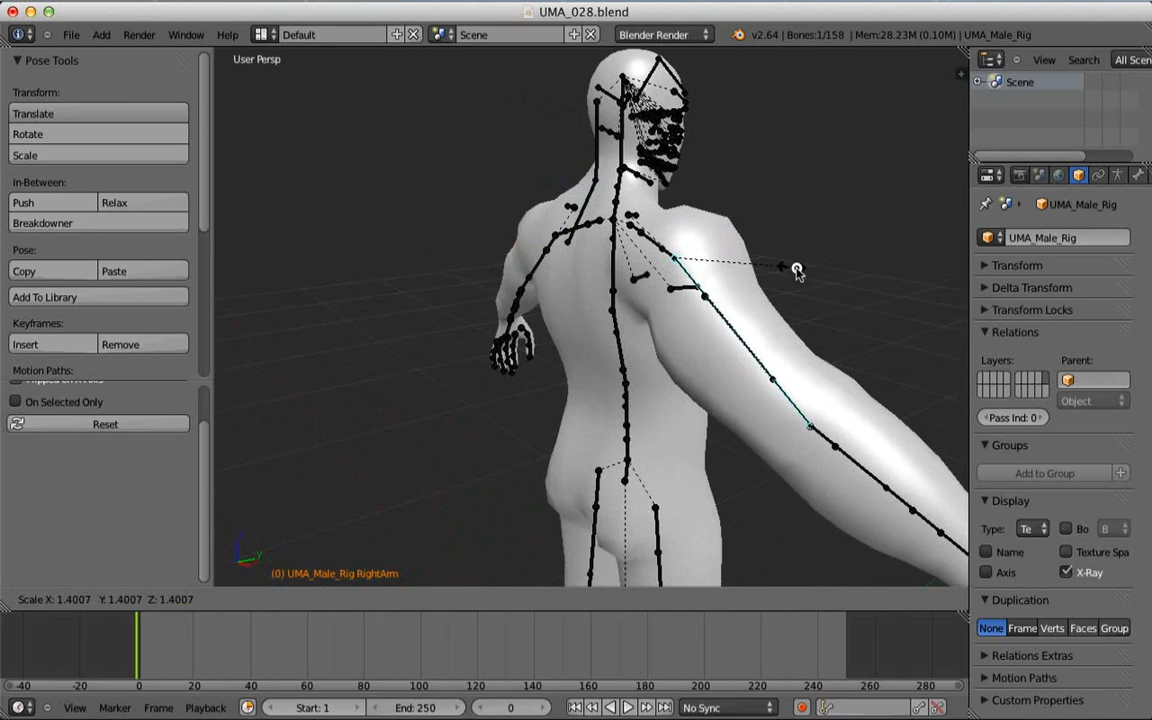 UMA_028.blend
File Add Render Window Help Default Scene Blender Render v2.64 | Bones:1/158 | Mem:28.23M (0.10M) | UMA_Male_Rig
View Search All Scen
Pose Tools
User Persp
Scene
Transform:
Translate
Rotate
Scale
In-Between:
Push Relax
Breakdowner
Pose:
Copy Paste
Add To Library
Keyframes:
Insert Remove
Motion Paths:
On Selected Only
Reset
UMA_Male_Rig
UMA_Male_Rig
Transform
Delta Transform
Transform Locks
Relations
Layers: Parent:
Object
Pass Ind: 0
Groups
Add to Group
Display
Type: Te Bo B
Name Texture Spa
Axis X-Ray
Duplication
None Frame Verts Faces Group
Relations Extras
Motion Paths
Custom Properties
(0) UMA_Male_Rig RightArm
Scale X: 1.4007 Y: 1.4007 Z: 1.4007
-40 -20 0 20 40 60 80 100 120 140 160 180 200 220 240 260 280
View Marker Frame Playback Start: 1 End: 250 0 No Sync